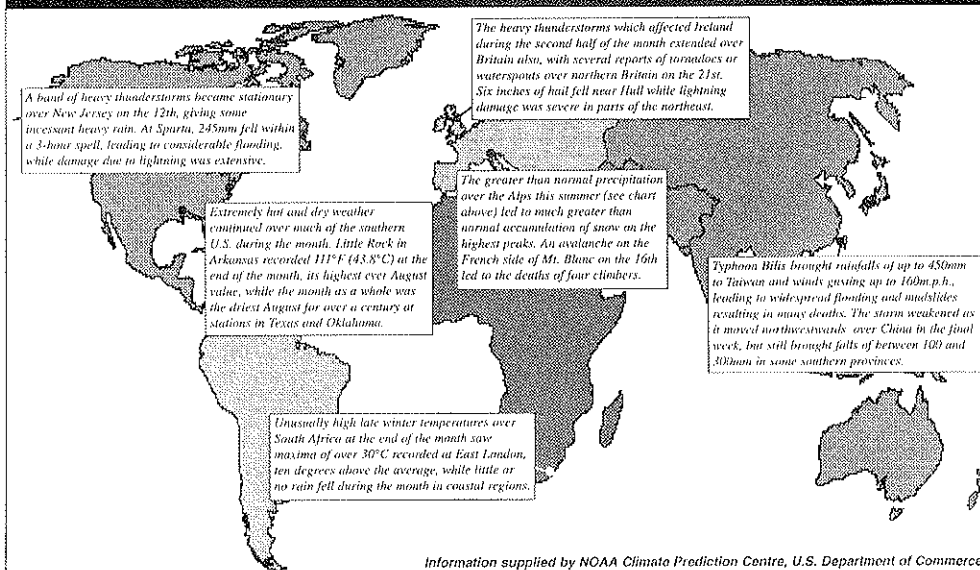 The heavy thunderstorms which affected Ireland
during the second half of the month extended over
Britain also, with several reports of tornadoes or
waterspouts over northern Britain on the 21st.
Six inches of hail fell near Hull while lightning
damage was severe in parts of the northeast.
A band of heavy thunderstorms became stationary
over New Jersey on the 12th, giving some
incessant heavy rain. At Sparta, 245mm fell within
a 3-hour spell, leading to considerable flooding,
while damage due to lightning was extensive.
The greater than normal precipitation
over the Alps this summer (see chart
above) led to much greater than
normal accumulation of snow on the
highest peaks. An avalanche on the
French side of Mt. Blanc on the 16th
led to the deaths of four climbers.
Extremely hot and dry weather
continued over much of the southern
U.S. during the month. Little Rock in
Arkansas recorded 111°F (43.8°C) at the
end of the month, its highest ever August
value, while the month as a whole was
the driest August for over a century at
stations in Texas and Oklahoma.
Typhoon Bilis brought rainfalls of up to 450mm
to Taiwan and winds gusting up to 160m.p.h.,
leading to widespread flooding and mudslides
resulting in many deaths. The storm weakened as
it moved northwestwards over China in the final
week, but still brought falls of between 100 and
300mm in some southern provinces.
Unusually high late winter temperatures over
South Africa at the end of the month saw
maxima of over 30°C recorded at East London,
ten degrees above the average, while little or
no rain fell during the month in coastal regions.
Information supplied by NOAA Climate Prediction Centre, U.S. Department of Commerce